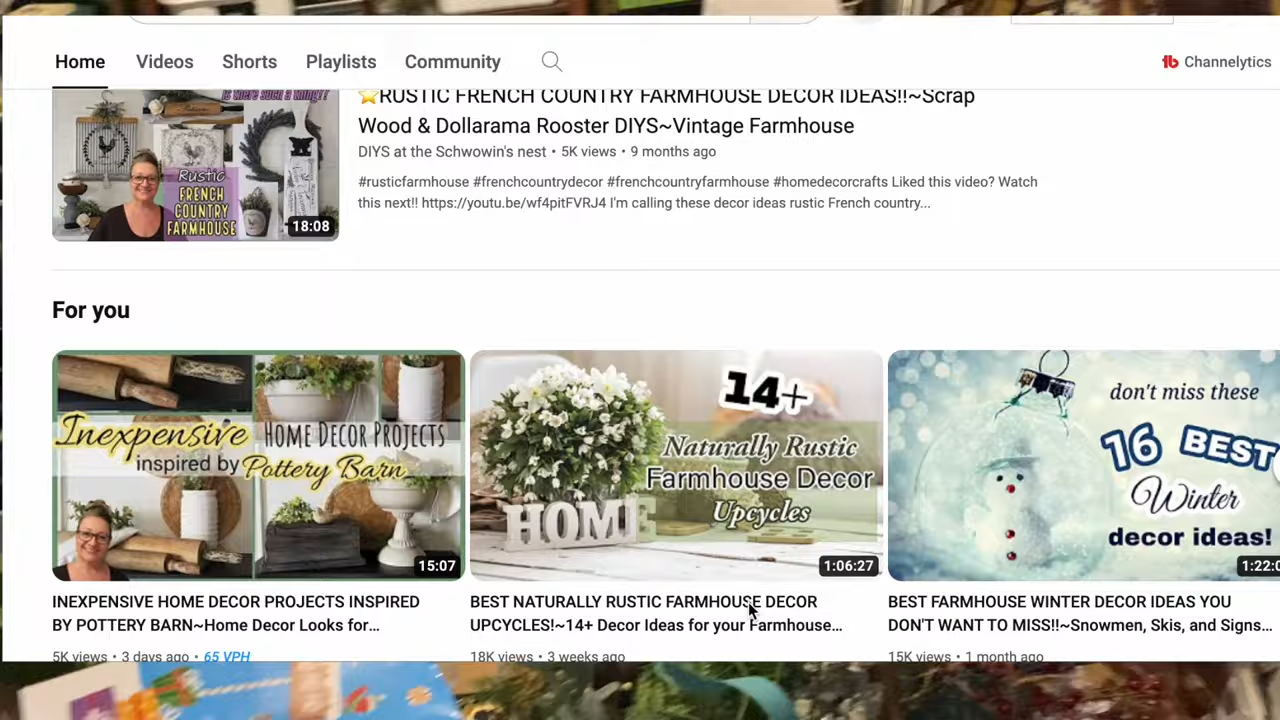 Home Videos Shorts Playlists Community
Channelytics
is there such a thing??
Rustic
FRENCH
COUNTRY
FARMHOUSE
18:08
⭐RUSTIC FRENCH COUNTRY FARMHOUSE DECOR IDEAS!!~Scrap
Wood & Dollarama Rooster DIYS~Vintage Farmhouse
DIYS at the Schwowin's nest • 5K views • 9 months ago
#rusticfarmhouse #frenchcountrydecor #frenchcountryfarmhouse #homedecorcrafts Liked this video? Watch
this next!! https://youtu.be/wf4pitFVRJ4 I'm calling these decor ideas rustic French country...
For you
Inexpensive HOME DECOR PROJECTS
inspired by Pottery Barn
15:07
INEXPENSIVE HOME DECOR PROJECTS INSPIRED
BY POTTERY BARN~Home Decor Looks for...
5K views • 3 days ago • 65 VPH
14+
Naturally Rustic
Farmhouse Decor
Upcycles
HOME
1:06:27
BEST NATURALLY RUSTIC FARMHOUSE DECOR
UPCYCLES!~14+ Decor Ideas for your Farmhouse...
18K views • 3 weeks ago
don't miss these
16 BEST
Winter
decor ideas!
1:22:0
BEST FARMHOUSE WINTER DECOR IDEAS YOU
DON'T WANT TO MISS!!~Snowmen, Skis, and Signs...
15K views • 1 month ago